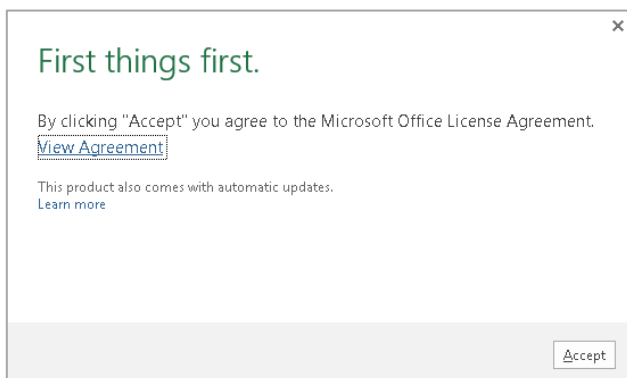 First things first.
By clicking "Accept" you agree to the Microsoft Office License Agreement.
View Agreement
This product also comes with automatic updates.
Learn more
Accept